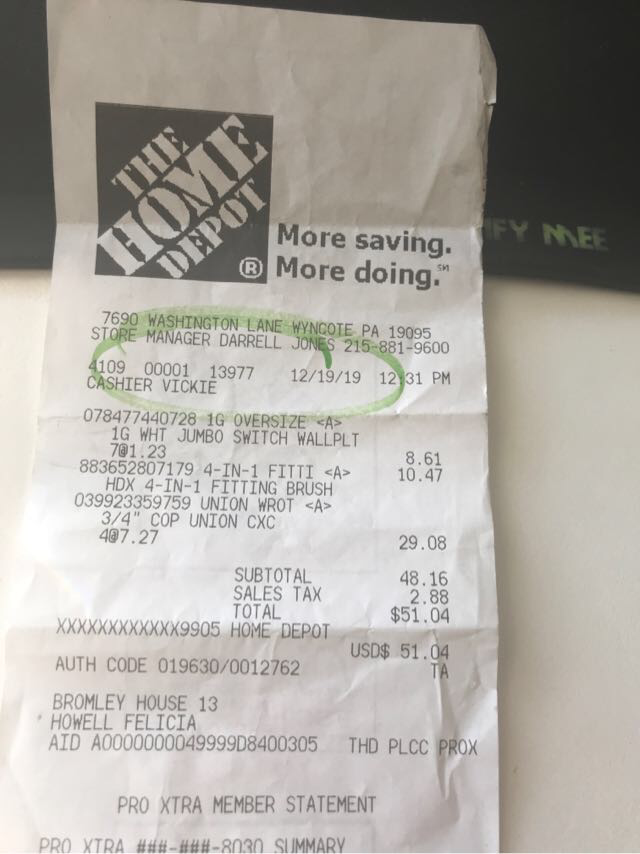 THE
HOME
DEPOT
®
More saving.
More doing.℠
7690 WASHINGTON LANE WYNCOTE PA 19095
STORE MANAGER DARRELL JONES 215-881-9600
4109 00001 13977 12/19/19 12:31 PM
CASHIER VICKIE
078477440728 1G OVERSIZE <A>
1G WHT JUMBO SWITCH WALLPLT
7@1.23 8.61
883652807179 4-IN-1 FITTI <A> 10.47
HDX 4-IN-1 FITTING BRUSH
039923359759 UNION WROT <A>
3/4" COP UNION CXC
4@7.27 29.08
SUBTOTAL 48.16
SALES TAX 2.88
TOTAL $51.04
XXXXXXXXXXXX9905 HOME DEPOT
USD$ 51.04
AUTH CODE 019630/0012762 TA
BROMLEY HOUSE 13
HOWELL FELICIA
AID A0000000049999D8400305 THD PLCC PROX
PRO XTRA MEMBER STATEMENT
PRO XTRA ###-###-8030 SUMMARY